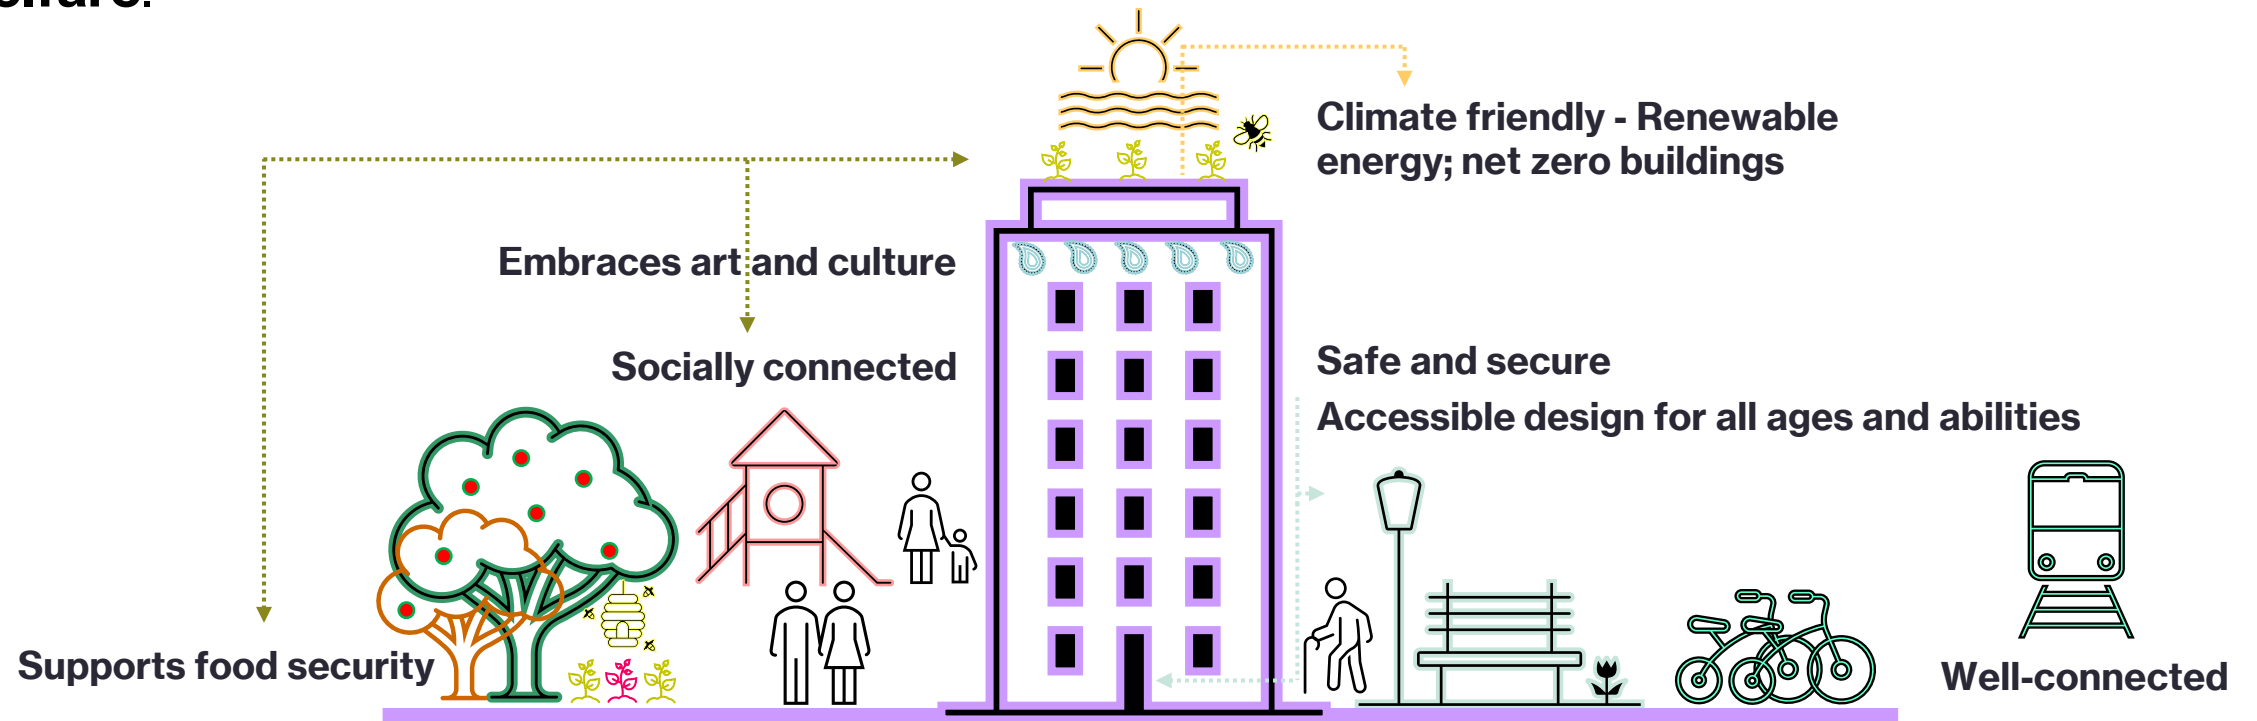 Climate friendly - Renewable
energy; net zero buildings
Embraces art and culture
Socially connected
Safe and secure
Accessible design for all ages and abilities
Supports food security
Well-connected